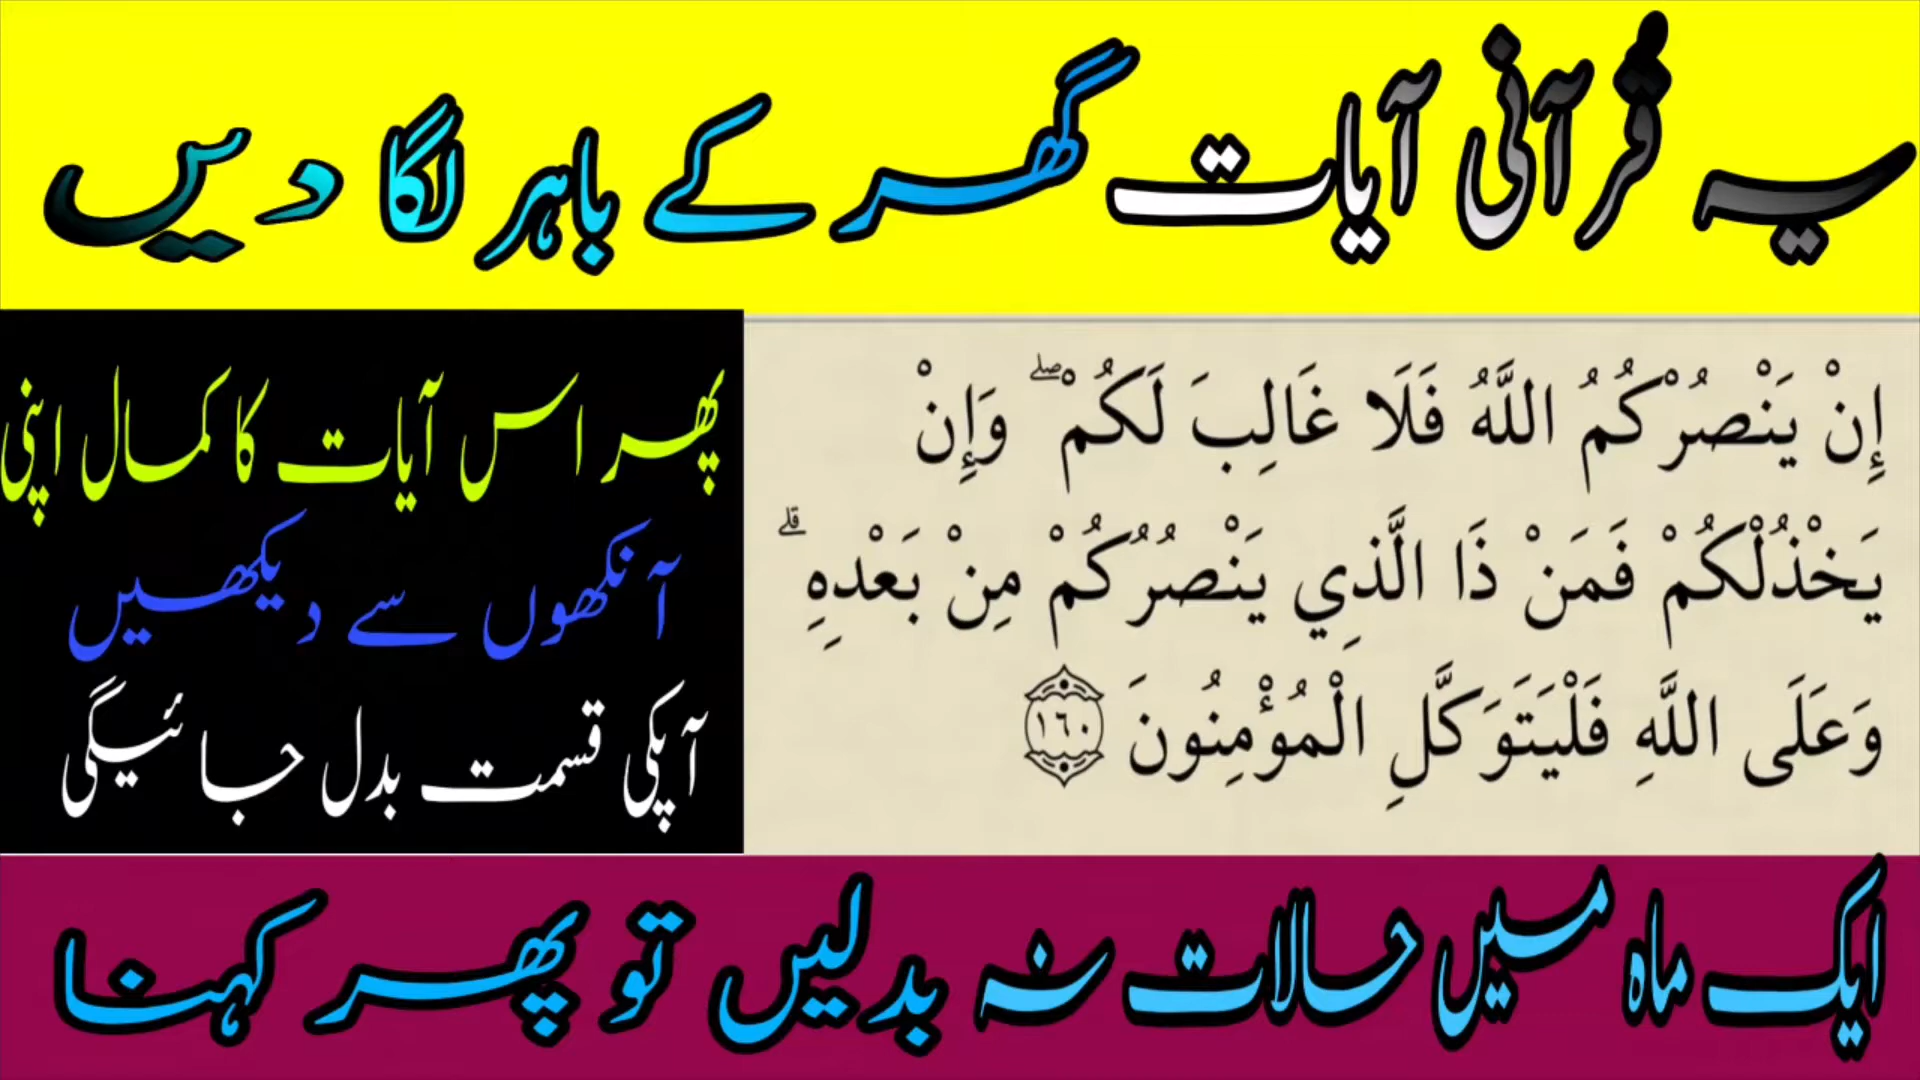 یہ قُرآنی آیات گھر کے باہر لگا دیں
پھر اس آیات کا کمال اپنی
آنکھوں سے دیکھیں
آپکی قسمت بدل جائیگی
إِنْ يَنْصُرْكُمُ اللَّهُ فَلَا غَالِبَ لَكُمْ ۖ وَإِنْ
يَخْذُلْكُمْ فَمَنْ ذَا الَّذِي يَنْصُرُكُمْ مِنْ بَعْدِهِ ۗ
وَعَلَى اللَّهِ فَلْيَتَوَكَّلِ الْمُؤْمِنُونَ ١٦٠
ایک ماہ میں حالات نہ بدلیں تو پھر کہنا